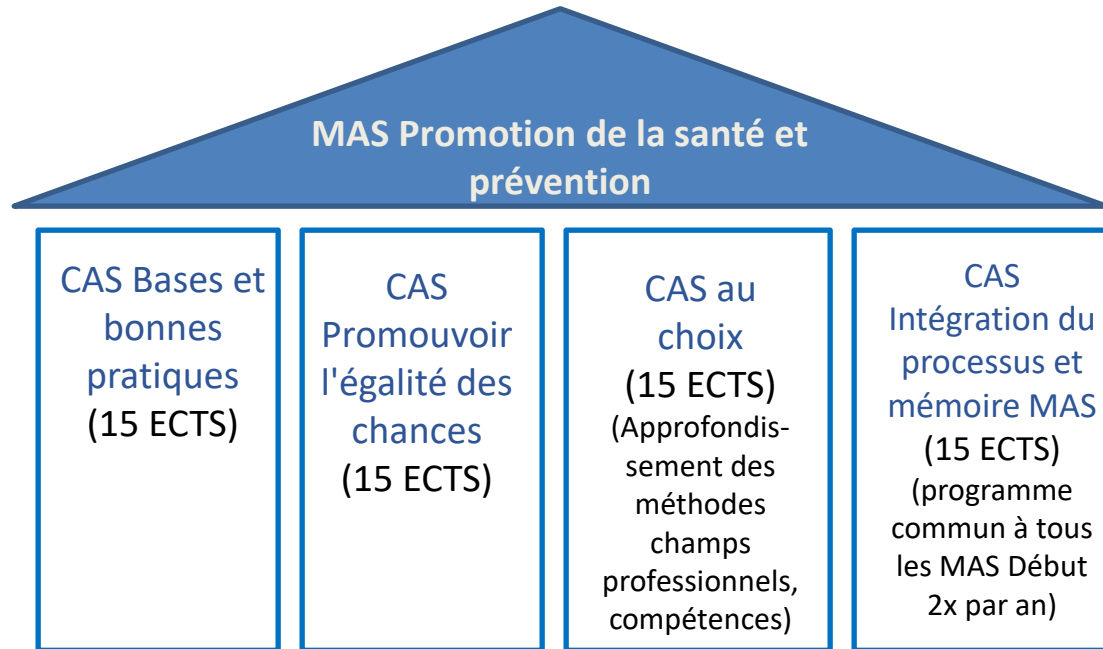 MAS Promotion de la santé et
prévention
CAS Bases et
bonnes
pratiques
(15 ECTS)
CAS
Promouvoir
l'égalité des
chances
(15 ECTS)
CAS au
choix
(15 ECTS)
(Approfondis-
sement des
méthodes
champs
professionnels,
compétences)
CAS
Intégration du
processus et
mémoire MAS
(15 ECTS)
(programme
commun à tous
les MAS Début
2x par an)